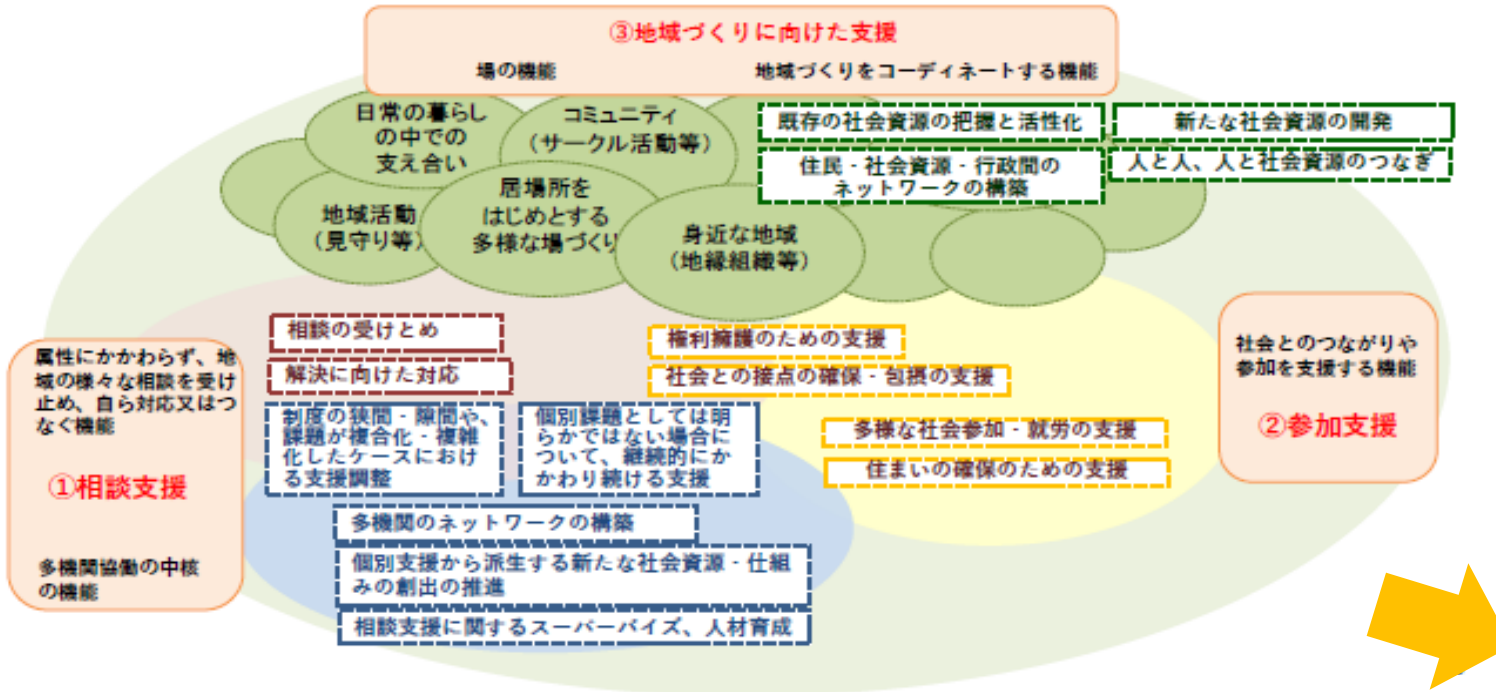 ③地域づくりに向けた支援
場の機能
地域づくりをコーディネートする機能
日常の暮らし
の中での
支え合い
コミュニティ
（サークル活動等）
既存の社会資源の把握と活性化
新たな社会資源の開発
住民‐社会資源‐行政間の
ネットワークの構築
人と人、人と社会資源のつなぎ
地域活動
（見守り等）
居場所を
はじめとする
多様な場づくり
身近な地域
（地縁組織等）
属性にかかわらず、地
域の様々な相談を受け
止め、自ら対応又はつ
なぐ機能
①相談支援
多機関協働の中核
の機能
相談の受けとめ
解決に向けた対応
制度の狭間‐隙間や、
課題が複合化‐複雑
化したケースにおけ
る支援調整
個別課題としては明
らかではない場合に
ついて、継続的にか
かわり続ける支援
多機関のネットワークの構築
個別支援から派生する新たな社会資源‐仕組
みの創出の推進
相談支援に関するスーパーバイズ、人材育成
権利擁護のための支援
社会との接点の確保‐包摂の支援
多様な社会参加‐就労の支援
住まいの確保のための支援
社会とのつながりや
参加を支援する機能
②参加支援